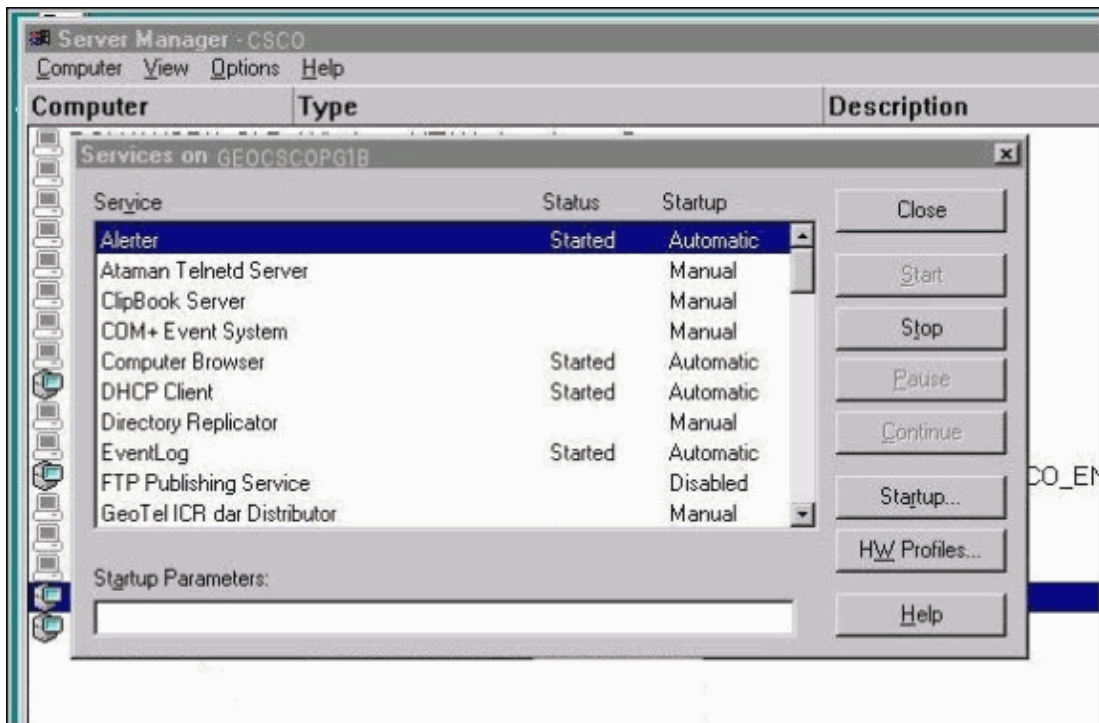 Server Manager - CSCO
Computer View Options Help
Computer Type Description
Services on GEOCSCOPG1B
Service Status Startup
Alerter Started Automatic
Ataman Telnetd Server Manual
ClipBook Server Manual
COM+ Event System Manual
Computer Browser Started Automatic
DHCP Client Started Automatic
Directory Replicator Manual
EventLog Started Automatic
FTP Publishing Service Disabled
GeoTel ICR dar Distributor Manual
Startup Parameters:
Close
Start
Stop
Pause
Continue
CO_EN
Startup...
HW Profiles...
Help